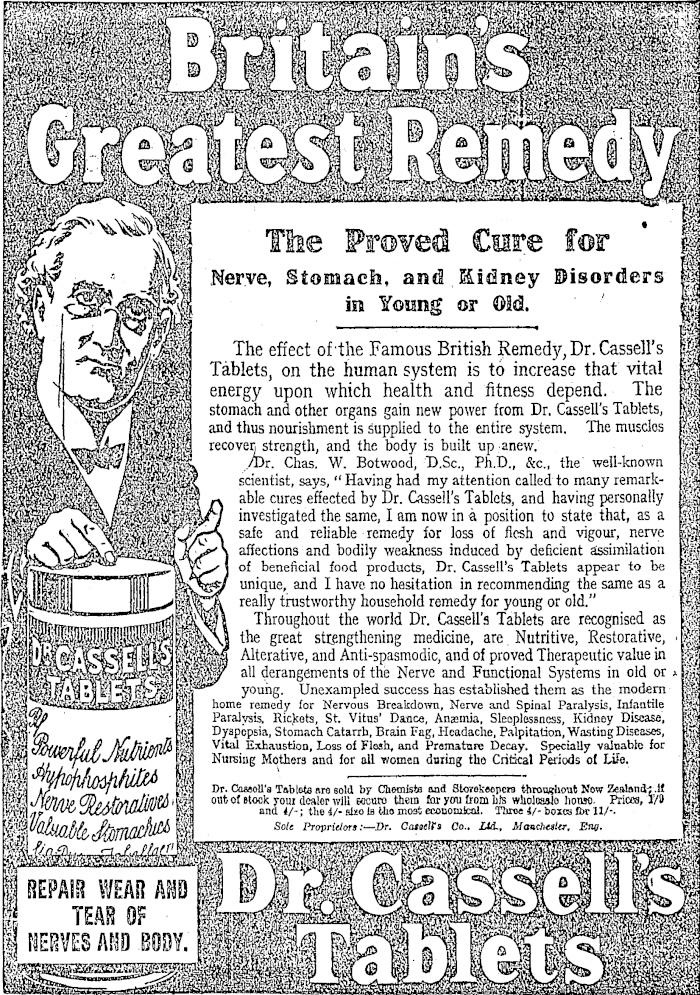 Britain's
Greatest Remedy
The Proved Cure for
Nerve, Stomach, and Kidney Disorders
in Young or Old.
The effect of the Famous British Remedy, Dr. Cassell's
Tablets, on the human system is to increase that vital
energy upon which health and fitness depend. The
stomach and other organs gain new power from Dr. Cassell's Tablets,
and thus nourishment is supplied to the entire system. The muscles
recover strength, and the body is built up anew.
Dr. Chas. W. Botwood, D.Sc., Ph.D., &c., the well-known
scientist, says, "Having had my attention called to many remark-
able cures effected by Dr. Cassell's Tablets, and having personally
investigated the same, I am now in a position to state that, as a
safe and reliable remedy for loss of flesh and vigour, nerve
affections and bodily weakness induced by deficient assimilation
of beneficial food products, Dr. Cassell's Tablets appear to be
unique, and I have no hesitation in recommending the same as a
really trustworthy household remedy for young or old."
Throughout the world Dr. Cassell's Tablets are recognised as
the great strengthening medicine, are Nutritive, Restorative,
Alterative, and Anti-spasmodic, and of proved Therapeutic value in
all derangements of the Nerve and Functional Systems in old or
young. Unexampled success has established them as the modern
home remedy for Nervous Breakdown, Nerve and Spinal Paralysis, Infantile
Paralysis, Rickets, St. Vitus' Dance, Anæmia, Sleeplessness, Kidney Disease,
Dyspepsia, Stomach Catarrh, Brain Fag, Headache, Palpitation, Wasting Diseases,
Vital Exhaustion, Loss of Flesh, and Premature Decay. Specially valuable for
Nursing Mothers and for all women during the Critical Periods of Life.
Dr. Cassell's Tablets are sold by Chemists and Storekeepers throughout New Zealand; if
out of stock your dealer will secure them for you from his wholesale house. Prices, 1/9
and 4/-; the 4/- size is the most economical. Three 4/- boxes for 11/-.
Sole Proprietors:—Dr. Cassell's Co., Ltd., Manchester, Eng.
DR CASSELL'S
TABLETS
Of
Powerful Nutrients
Hypophosphites
Nerve Restoratives
Valuable Stomachics
REPAIR WEAR AND
TEAR OF
NERVES AND BODY.
Dr. Cassell's
Tablets